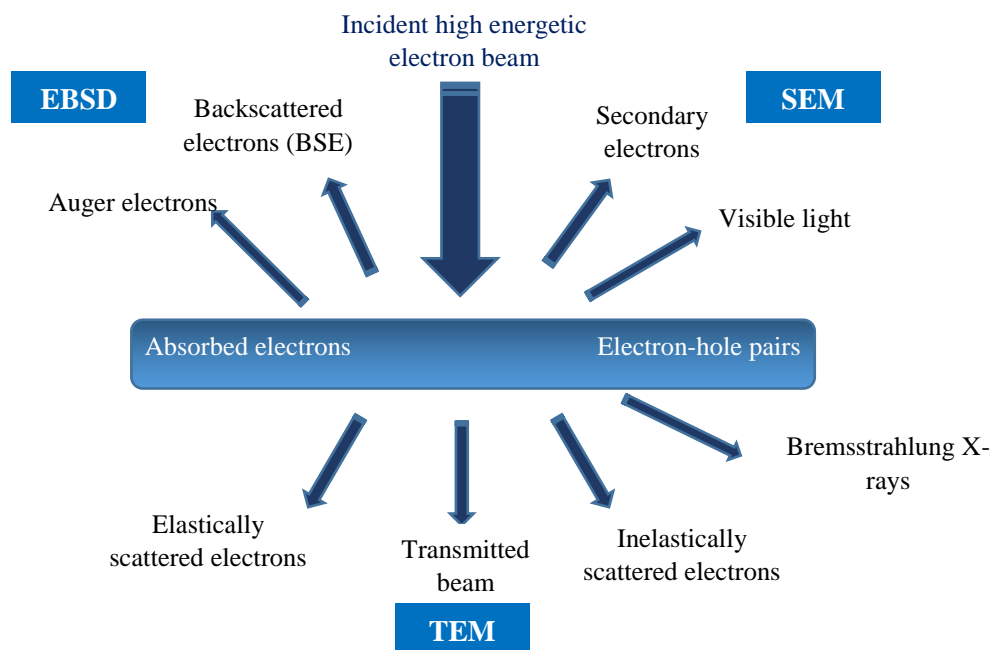 Incident high energetic
electron beam
EBSD
SEM
Backscattered
electrons (BSE)
Secondary
electrons
Auger electrons
Visible light
Absorbed electrons
Electron-hole pairs
Bremsstrahlung X-
rays
Elastically
scattered electrons
Transmitted
beam
Inelastically
scattered electrons
TEM